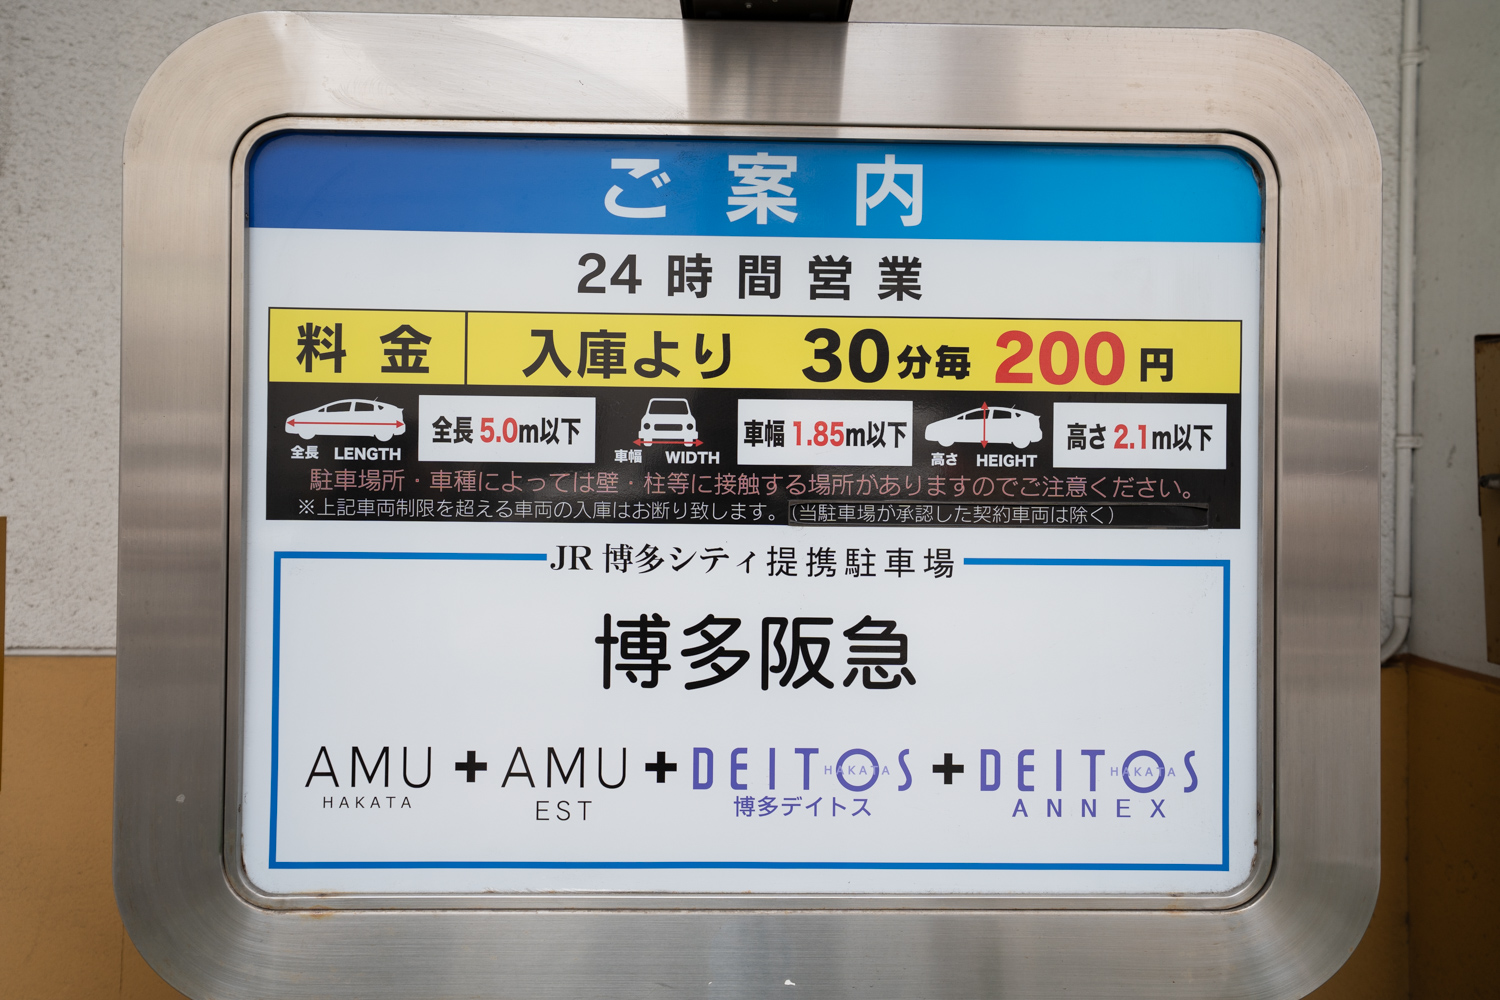 ご案内
24時間営業
料金 入庫より 30分毎 200円
全長 LENGTH 全長 5.0m以下 車幅 WIDTH 車幅 1.85m以下 高さ HEIGHT 高さ 2.1m以下
駐車場所・車種によっては壁・柱等に接触する場所がありますのでご注意ください。
※上記車両制限を超える車両の入庫はお断り致します。(当駐車場が承認した契約車両は除く)
JR 博多シティ提携駐車場
博多阪急
AMU HAKATA + AMU EST + DEITOS HAKATA 博多デイトス + DEITOS HAKATA ANNEX